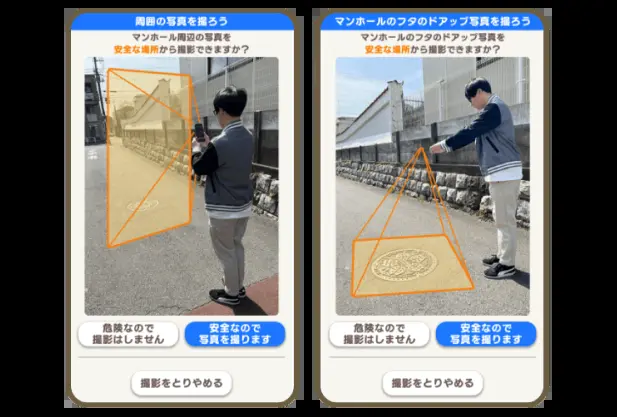 周囲の写真を撮ろう
マンホール周辺の写真を
安全な場所から撮影できますか？
危険なので
撮影はしません
安全なので
写真を撮ります
撮影をとりやめる
マンホールのフタのドアップ写真を撮ろう
マンホールのフタのドアップ写真を
安全な場所から撮影できますか？
危険なので
撮影はしません
安全なので
写真を撮ります
撮影をとりやめる